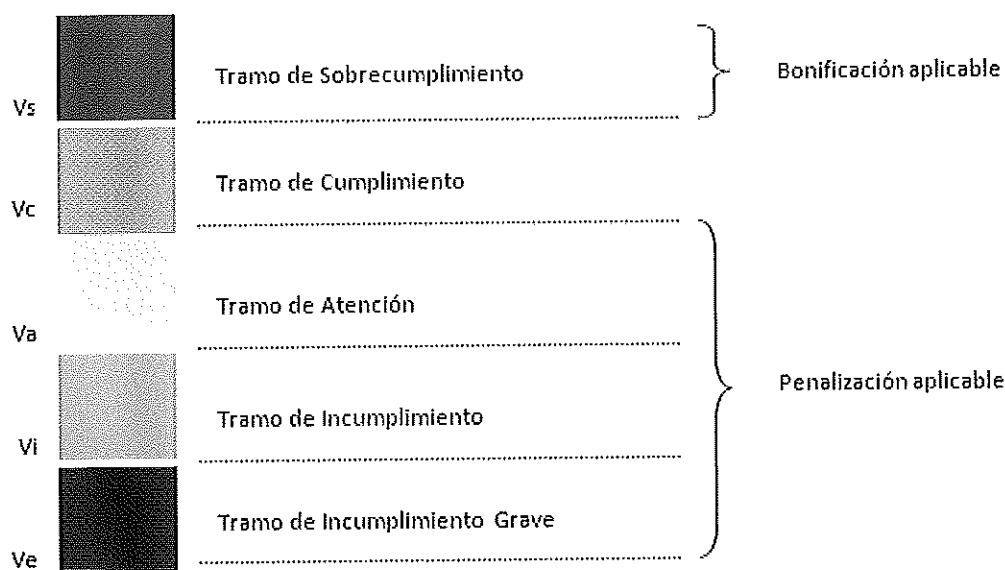 Tramo de Sobrecumplimiento
Bonificación aplicable
Vs
Tramo de Cumplimiento
Vc
Tramo de Atención
Va
Penalización aplicable
Tramo de Incumplimiento
Vi
Tramo de Incumplimiento Grave
Ve